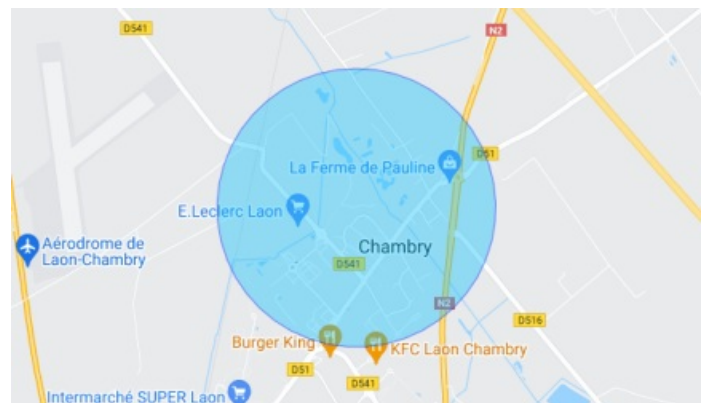 D541
N2
D51
La Ferme de Pauline
E.Leclerc Laon
Chambry
Aérodrome de
Laon-Chambry
D541
N2
D516
Burger King
KFC Laon Chambry
D51
D541
Intermarché SUPER Laon